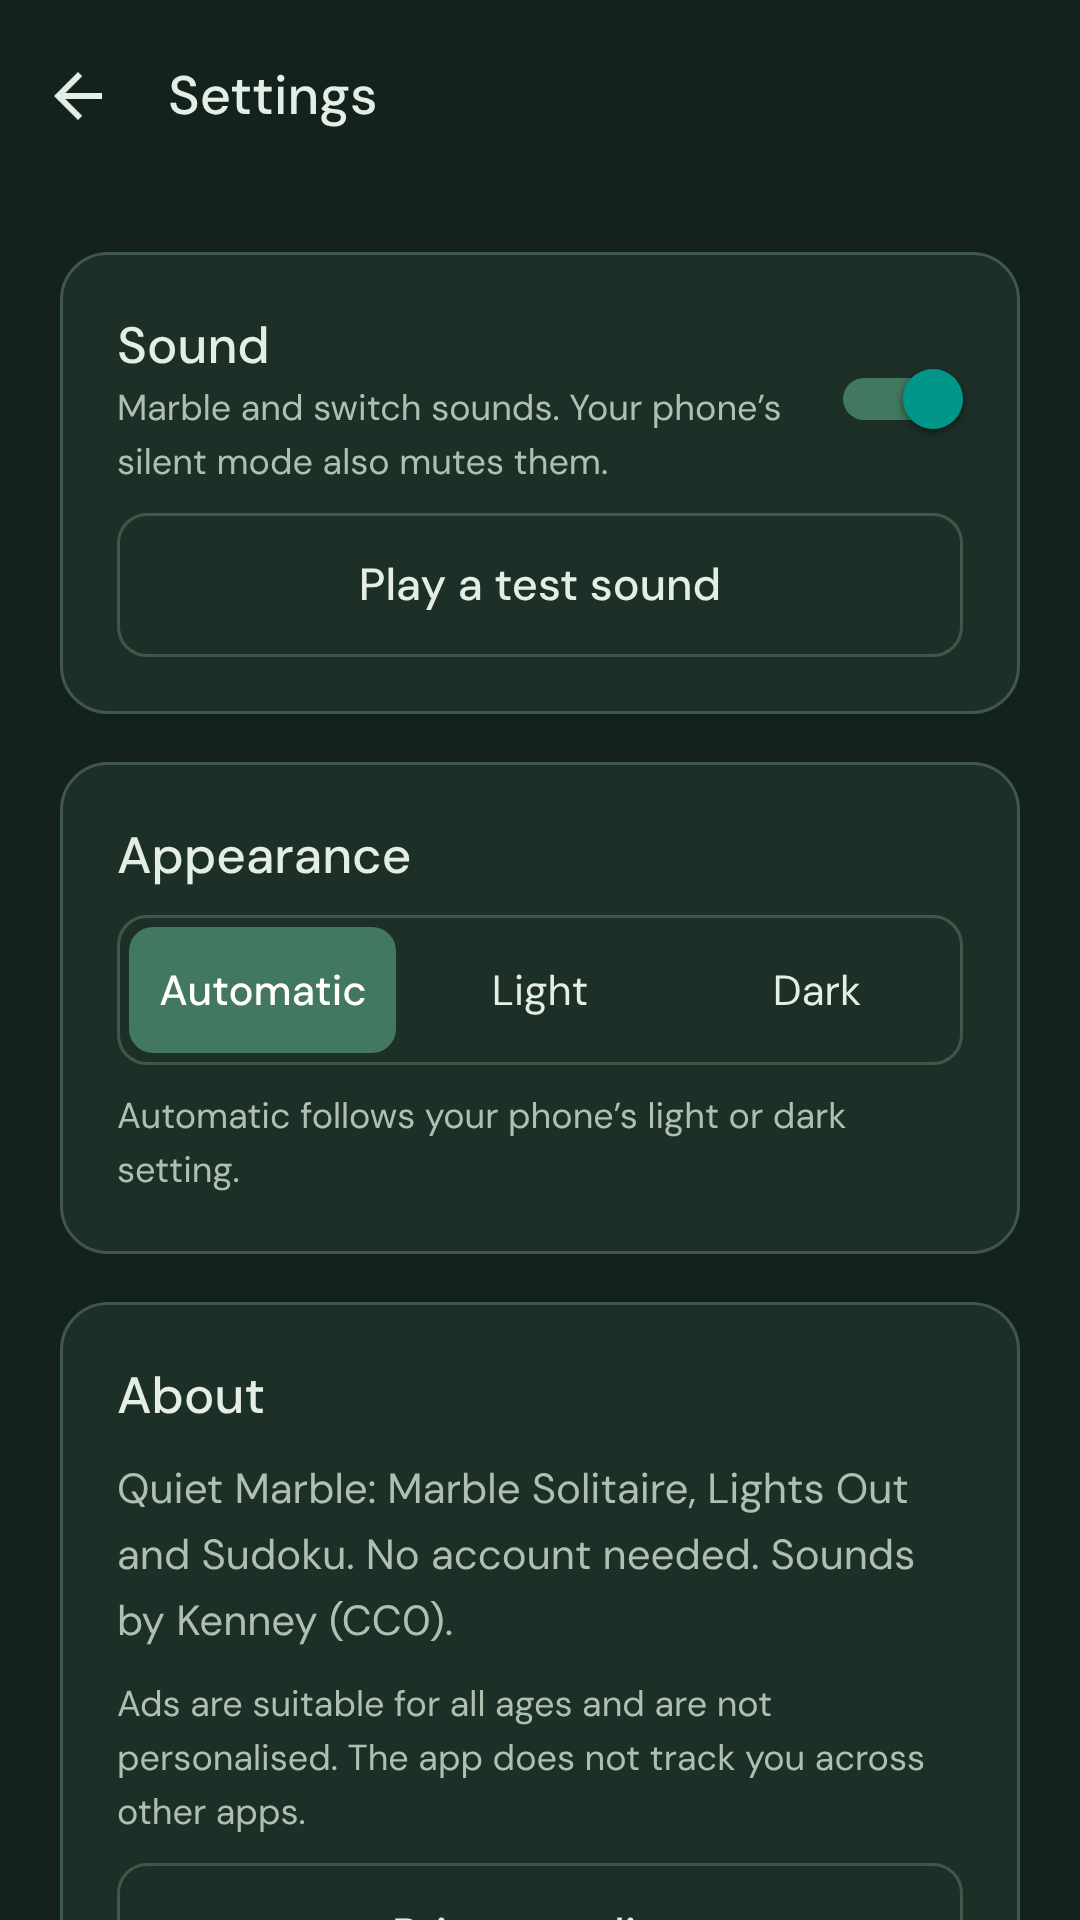 Settings
Sound
Marble and switch sounds. Your phone’s
silent mode also mutes them.
Play a test sound
Appearance
Automatic
Light
Dark
Automatic follows your phone’s light or dark
setting.
About
Quiet Marble: Marble Solitaire, Lights Out
and Sudoku. No account needed. Sounds
by Kenney (CC0).
Ads are suitable for all ages and are not
personalised. The app does not track you across
other apps.